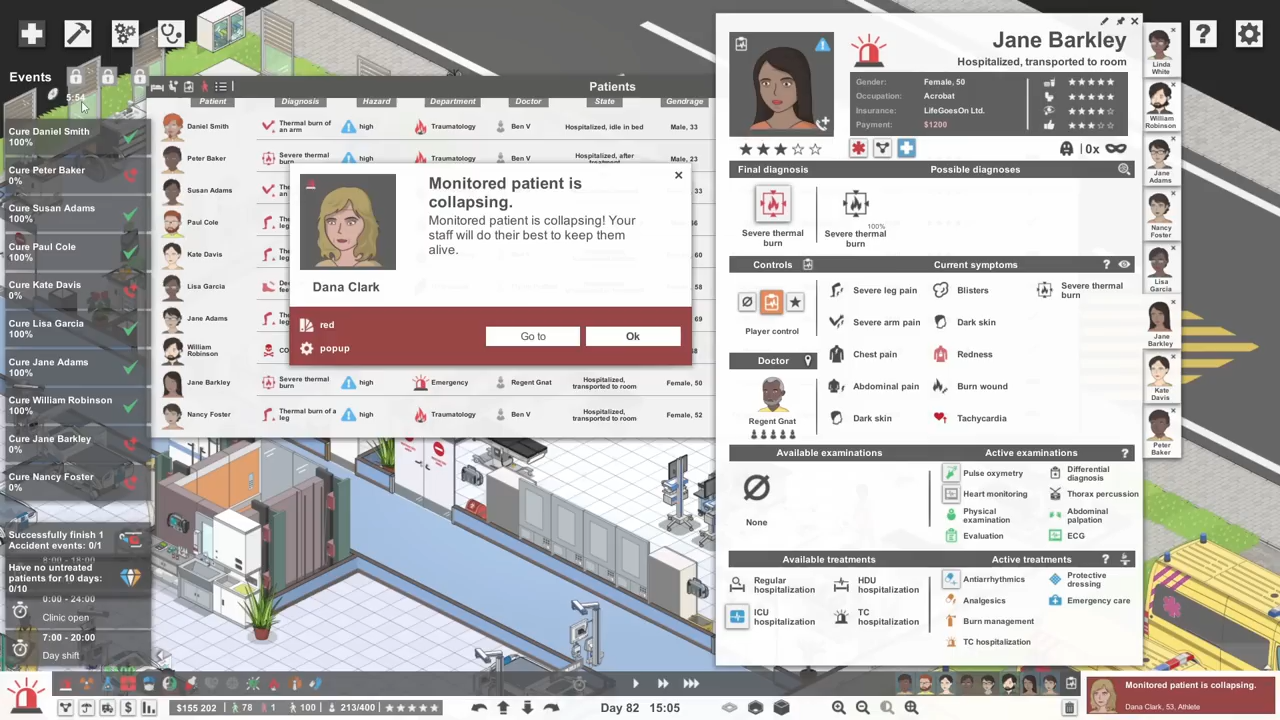 Events
5:54
Cure Daniel Smith
100%
Cure Peter Baker
0%
Cure Susan Adams
100%
Cure Paul Cole
100%
Cure Kate Davis
0%
Cure Lisa Garcia
100%
Cure Jane Adams
100%
Cure William Robinson
100%
Cure Jane Barkley
0%
Cure Nancy Foster
0%
Successfully finish 1
Accident events: 0/1
8:00 - 18:00
Have no untreated
patients for 10 days:
0/10
0:00 - 24:00
Clinic open
7:00 - 20:00
Day shift
Patients
Patient
Diagnosis
Hazard
Department
Doctor
State
Gendrage
Daniel Smith
Thermal burn of
an arm
high
Traumatology
Ben V
Hospitalized, idle in bed
Male, 33
Peter Baker
Severe thermal
burn
high
Traumatology
Ben V
Hospitalized, after
Male, 23
Susan Adams
Paul Cole
Kate Davis
Lisa Garcia
Jane Adams
William
Robinson
Jane Barkley
Severe thermal
burn
high
Emergency
Regent Gnat
Hospitalized,
transported to room
Female, 50
Nancy Foster
Thermal burn of a
leg
high
Traumatology
Ben V
Hospitalized,
transported to room
Female, 52
Monitored patient is
collapsing.
Monitored patient is collapsing! Your
staff will do their best to keep them
alive.
Dana Clark
red
popup
Go to
Ok
Jane Barkley
Hospitalized, transported to room
Gender:
Female, 50
Occupation:
Acrobat
Insurance:
LifeGoesOn Ltd.
Payment:
$1200
0x
Final diagnosis
Possible diagnoses
Severe thermal
burn
100%
Severe thermal
burn
Controls
Current symptoms
?
Player control
Doctor
Regent Gnat
Severe leg pain
Blisters
Severe thermal
burn
Severe arm pain
Dark skin
Chest pain
Redness
Abdominal pain
Burn wound
Dark skin
Tachycardia
Available examinations
Active examinations
?
None
Pulse oxymetry
Differential
diagnosis
Heart monitoring
Thorax percussion
Physical
examination
Abdominal
palpation
Evaluation
ECG
Available treatments
Active treatments
?
Regular
hospitalization
HDU
hospitalization
ICU
hospitalization
TC
hospitalization
Antiarrhythmics
Protective
dressing
Analgesics
Emergency care
Burn management
TC hospitalization
Linda
White
William
Robinson
Jane
Adams
Nancy
Foster
Lisa
Garcia
Jane
Barkley
Kate
Davis
Peter
Baker
?
$155 202
78
1
100
213/400
Day 82
15:05
Monitored patient is collapsing.
Dana Clark, 53, Athlete